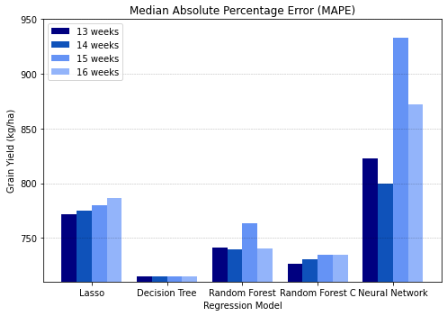 Median Absolute Percentage Error (MAPE)
13 weeks
14 weeks
15 weeks
16 weeks
950
900
850
800
750
Grain Yield (kg/ha)
Lasso Decision Tree Random Forest Random Forest C Neural Network
Regression Model